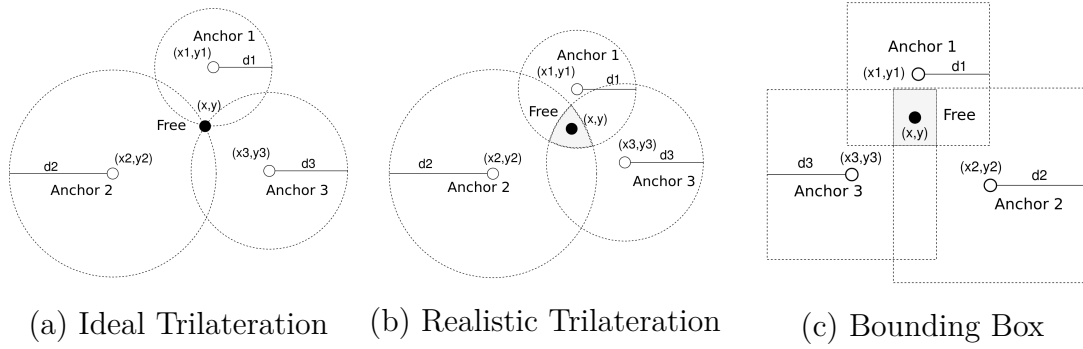 Anchor 1
(x1,y1)
d1
(x,y)
Free
d2
(x2,y2)
Anchor 2
(x3,y3)
d3
Anchor 3
(a) Ideal Trilateration
Anchor 1
(x1,y1)
d1
Free
(x,y)
d2
(x2,y2)
Anchor 2
(x3,y3)
d3
Anchor 3
(b) Realistic Trilateration
Anchor 1
(x1,y1)
d1
Free
(x,y)
d3
(x3,y3)
Anchor 3
(x2,y2)
d2
Anchor 2
(c) Bounding Box